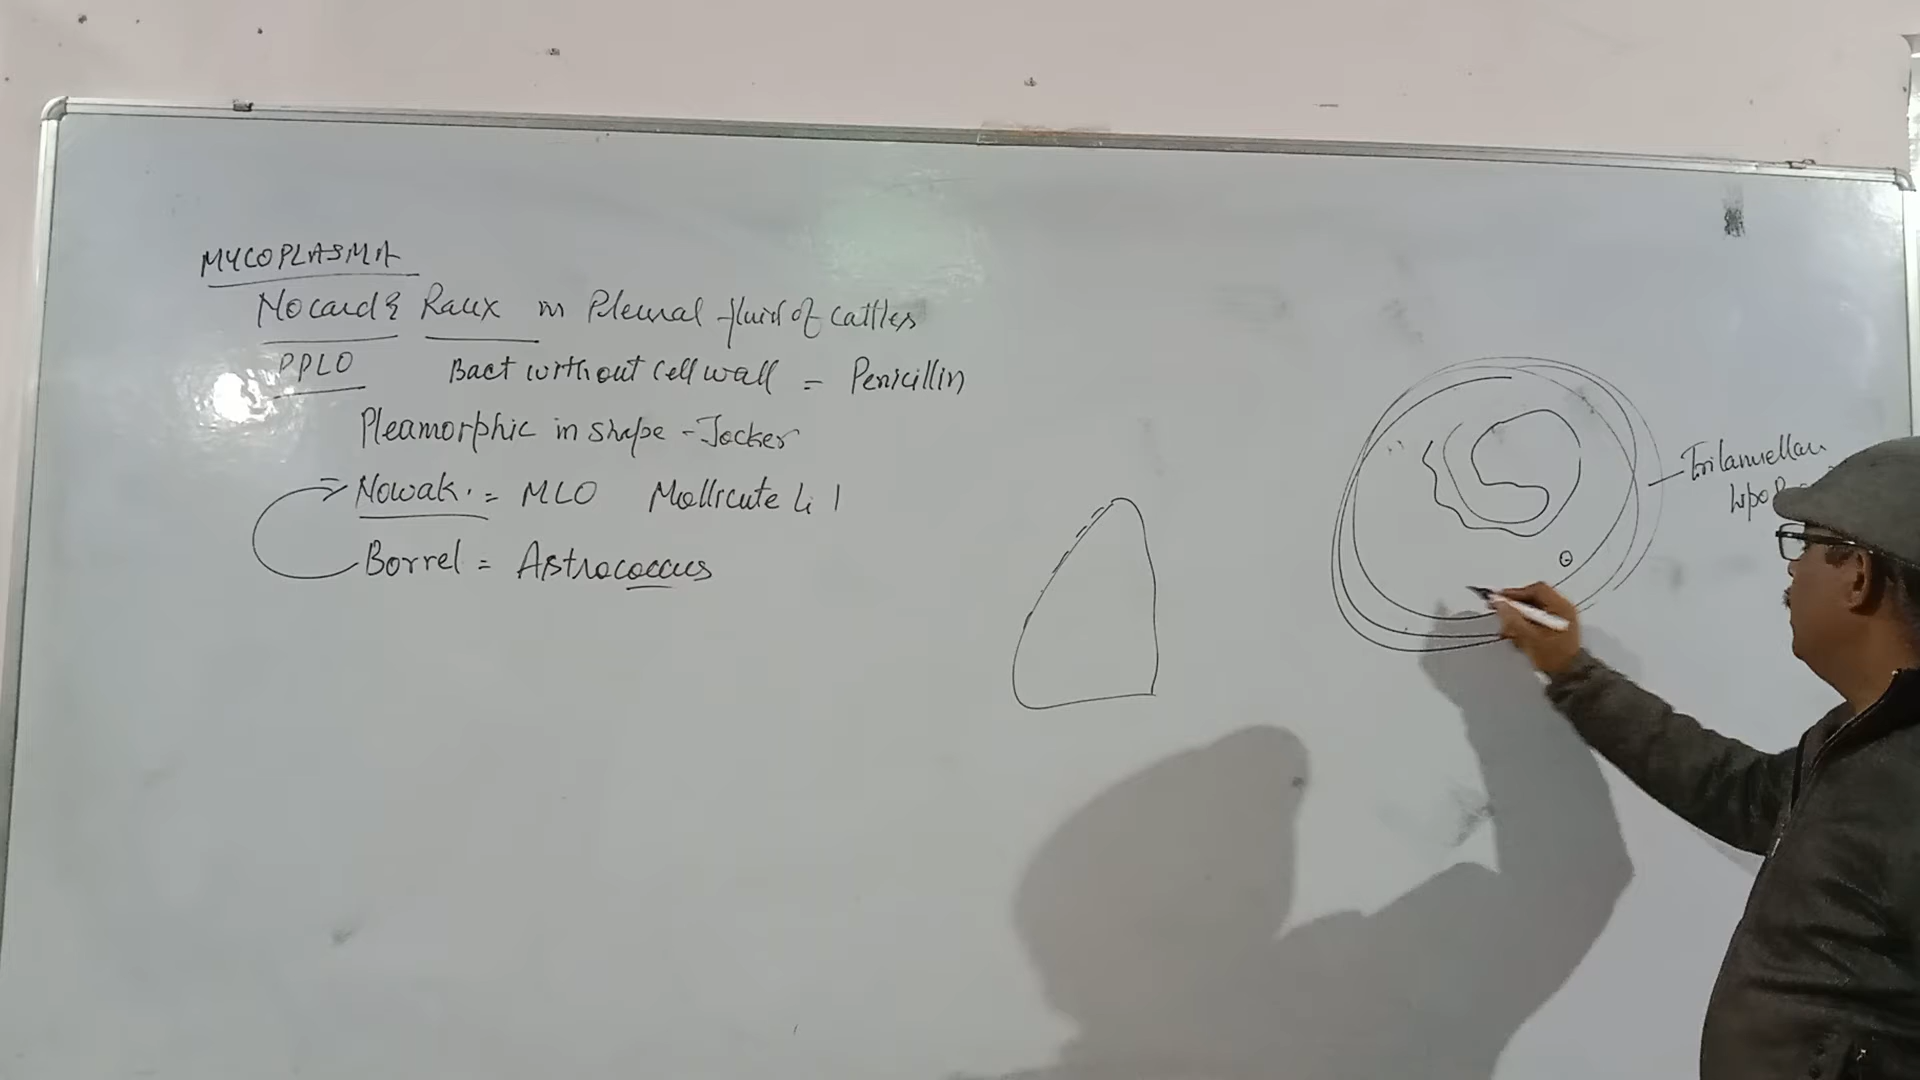 MYCOPLASMA
Nocard & Raux in Pleural fluid of cattles
PPLO Bact without cell wall = Penicillin
Pleamorphic in shape - Jocker
Nowak. = MLO Mollicute
Borrel = Astrococcus
Trilamellar
lipo